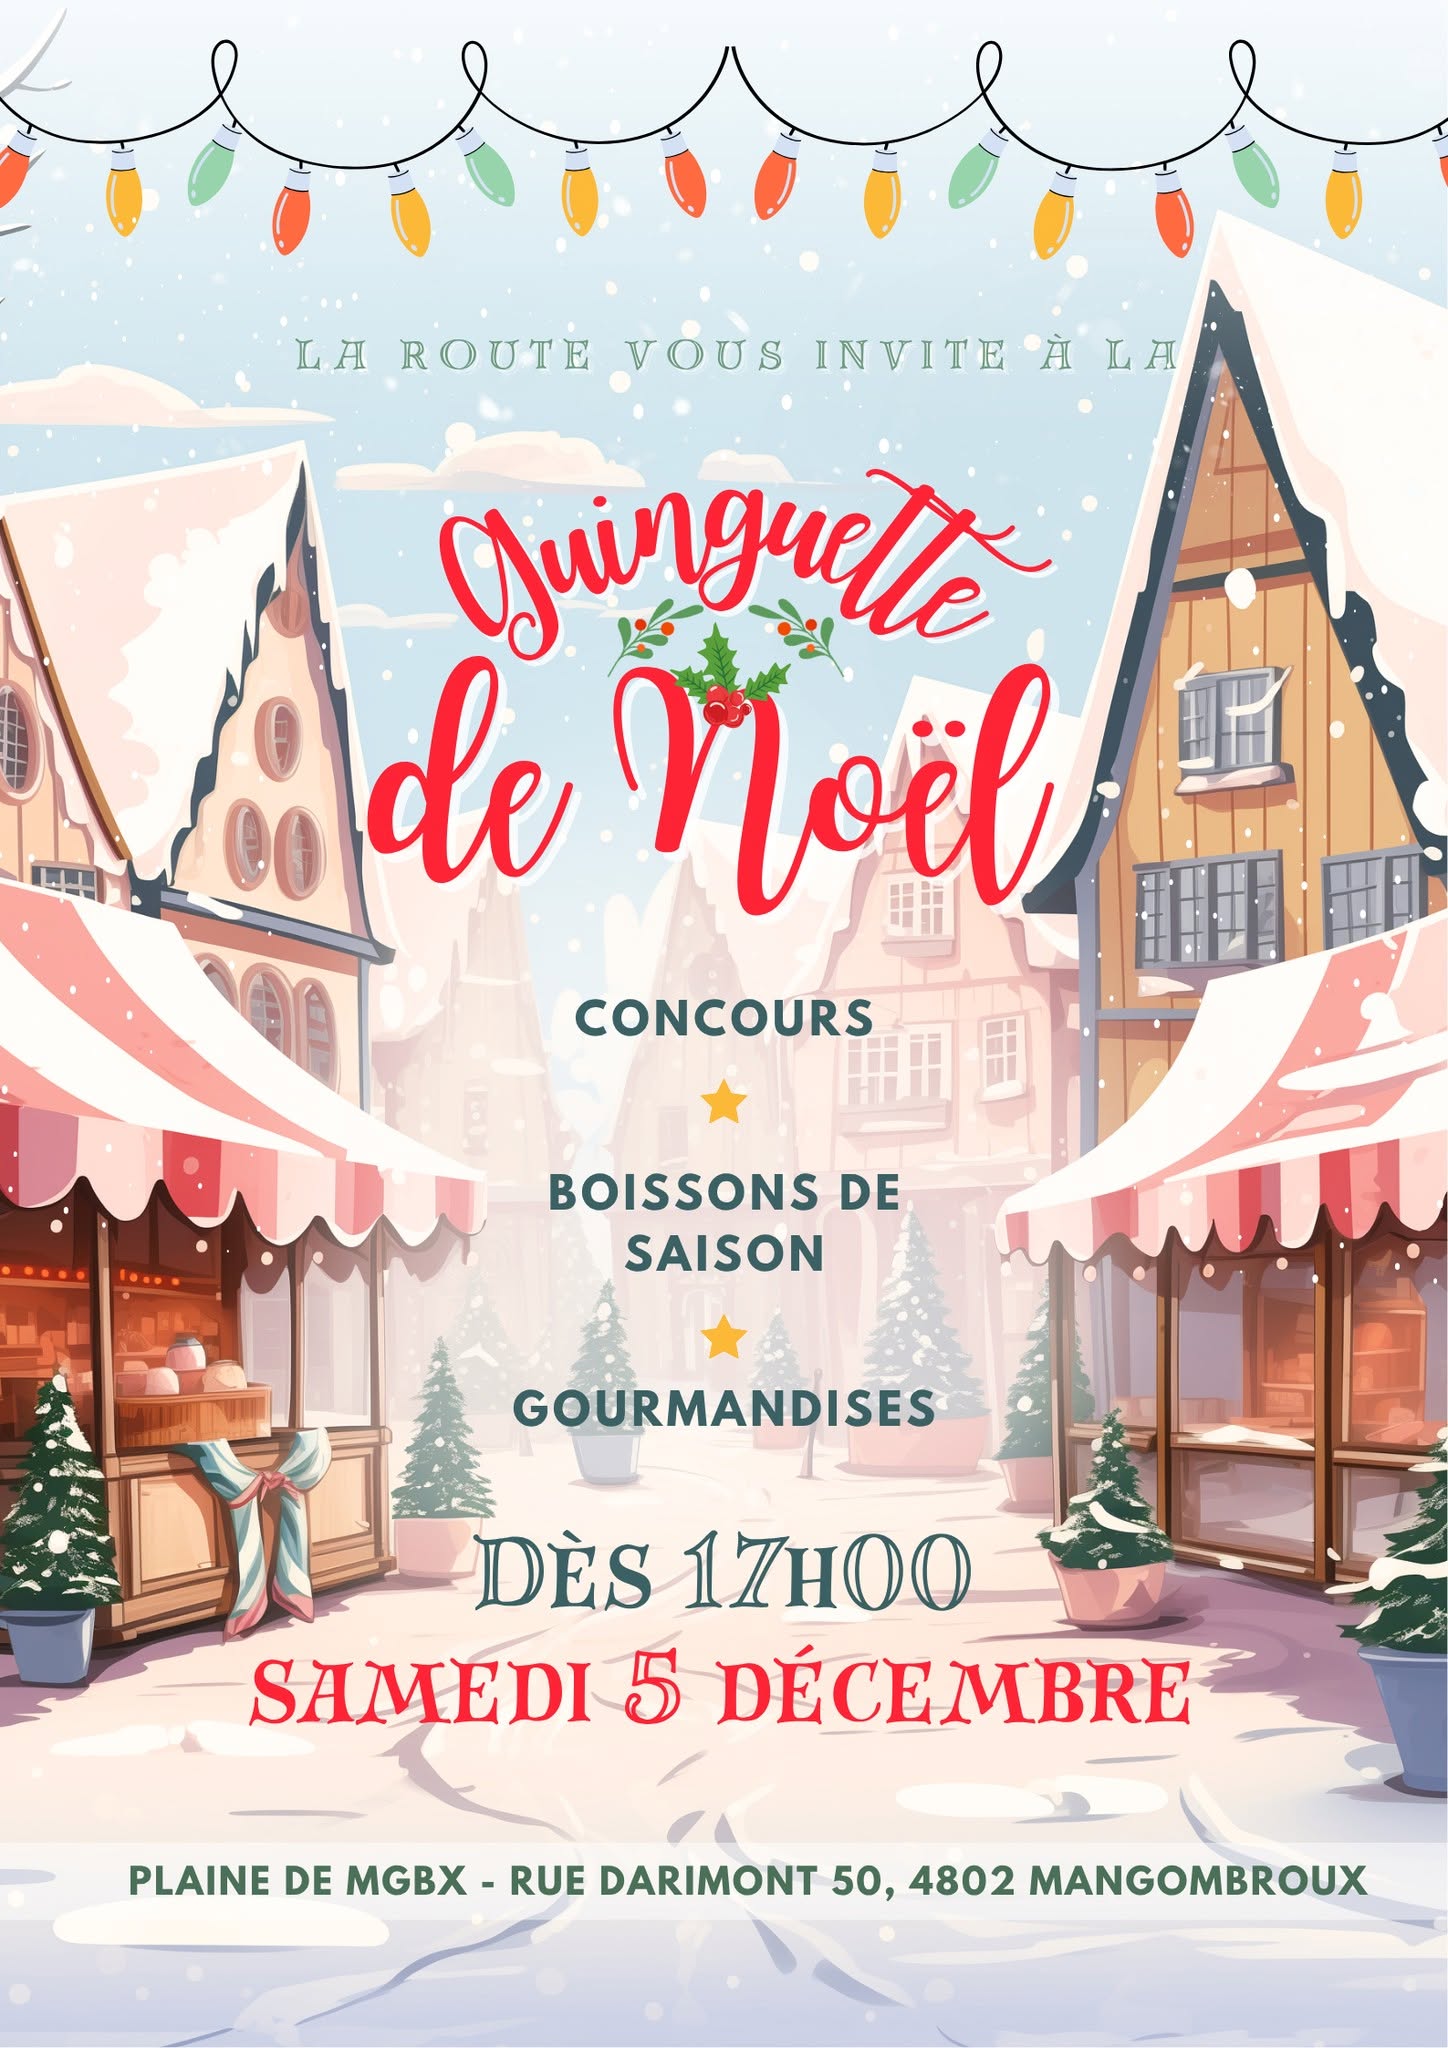 LA ROUTE VOUS INVITE À LA
Guinguette
de Noël
CONCOURS
BOISSONS DE
SAISON
GOURMANDISES
DÈS 17H00
SAMEDI 5 DÉCEMBRE
PLAINE DE MGBX - RUE DARIMONT 50, 4802 MANGOMBROUX